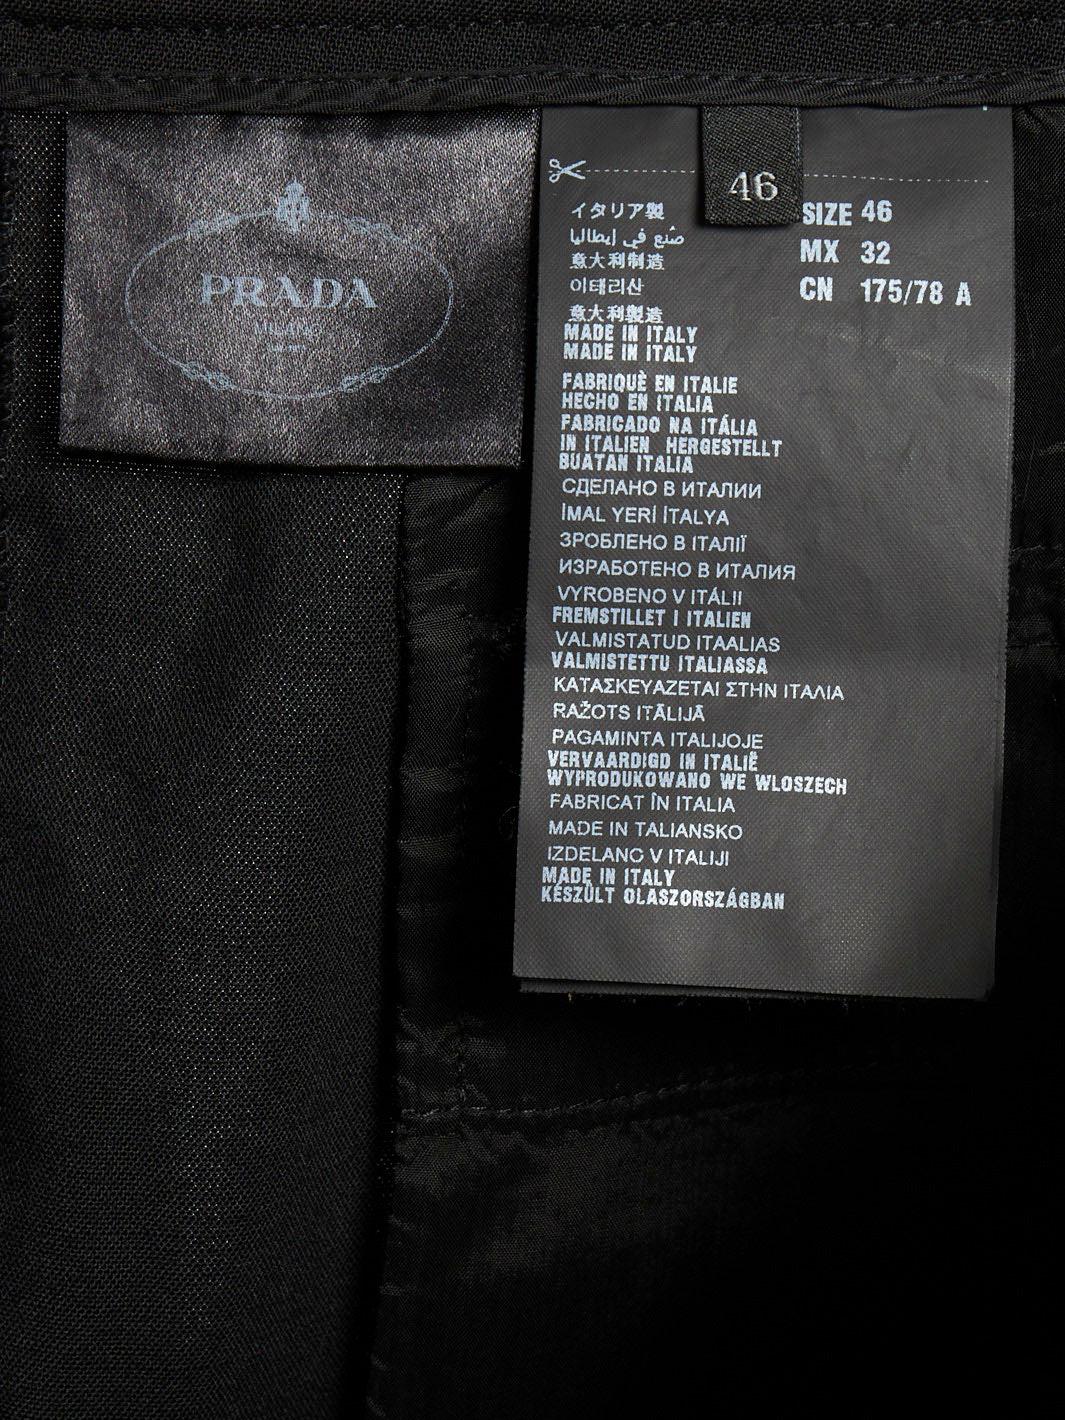 PRADA
MILANO
46
SIZE 46
MX 32
CN 175/78 A
イタリア製
صنع في إيطاليا
意大利制造
이태리산
意大利製造
MADE IN ITALY
MADE IN ITALY
FABRIQUÈ EN ITALIE
HECHO EN ITALIA
FABRICADO NA ITÁLIA
IN ITALIEN HERGESTELLT
BUATAN ITALIA
СДЕЛАНО В ИТАЛИИ
İMAL YERİ İTALYA
ЗРОБЛЕНО В ІТАЛІЇ
ИЗРАБОТЕНО В ИТАЛИЯ
VYROBENO V ITÁLII
FREMSTILLET I ITALIEN
VALMISTATUD ITAALIAS
VALMISTETTU ITALIASSA
ΚΑΤΑΣΚΕΥΑΖΕΤΑΙ ΣΤΗΝ ΙΤΑΛΙΑ
RAŽOTS ITĀLIJĀ
PAGAMINTA ITALIJOJE
VERVAARDIGD IN ITALIË
WYPRODUKOWANO WE WLOSZECH
FABRICAT ÎN ITALIA
MADE IN TALIANSKO
IZDELANO V ITALIJI
MADE IN ITALY
KÉSZÜLT OLASZORSZÁGBAN